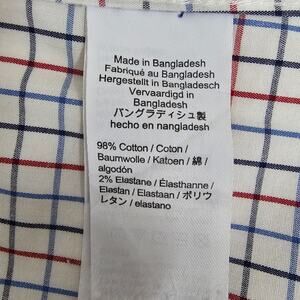 Made in Bangladesh
Fabriqué au Bangladesh
Hergestellt in Bangladesch
Vervaardigd in
Bangladesh
バングラディシュ製
hecho en nangladesh
98% Cotton / Coton /
Baumwolle / Katoen / 綿 /
algodón
2% Elastane / Élasthanne /
Elastan / Elastaan / ポリウ
レタン / elastano